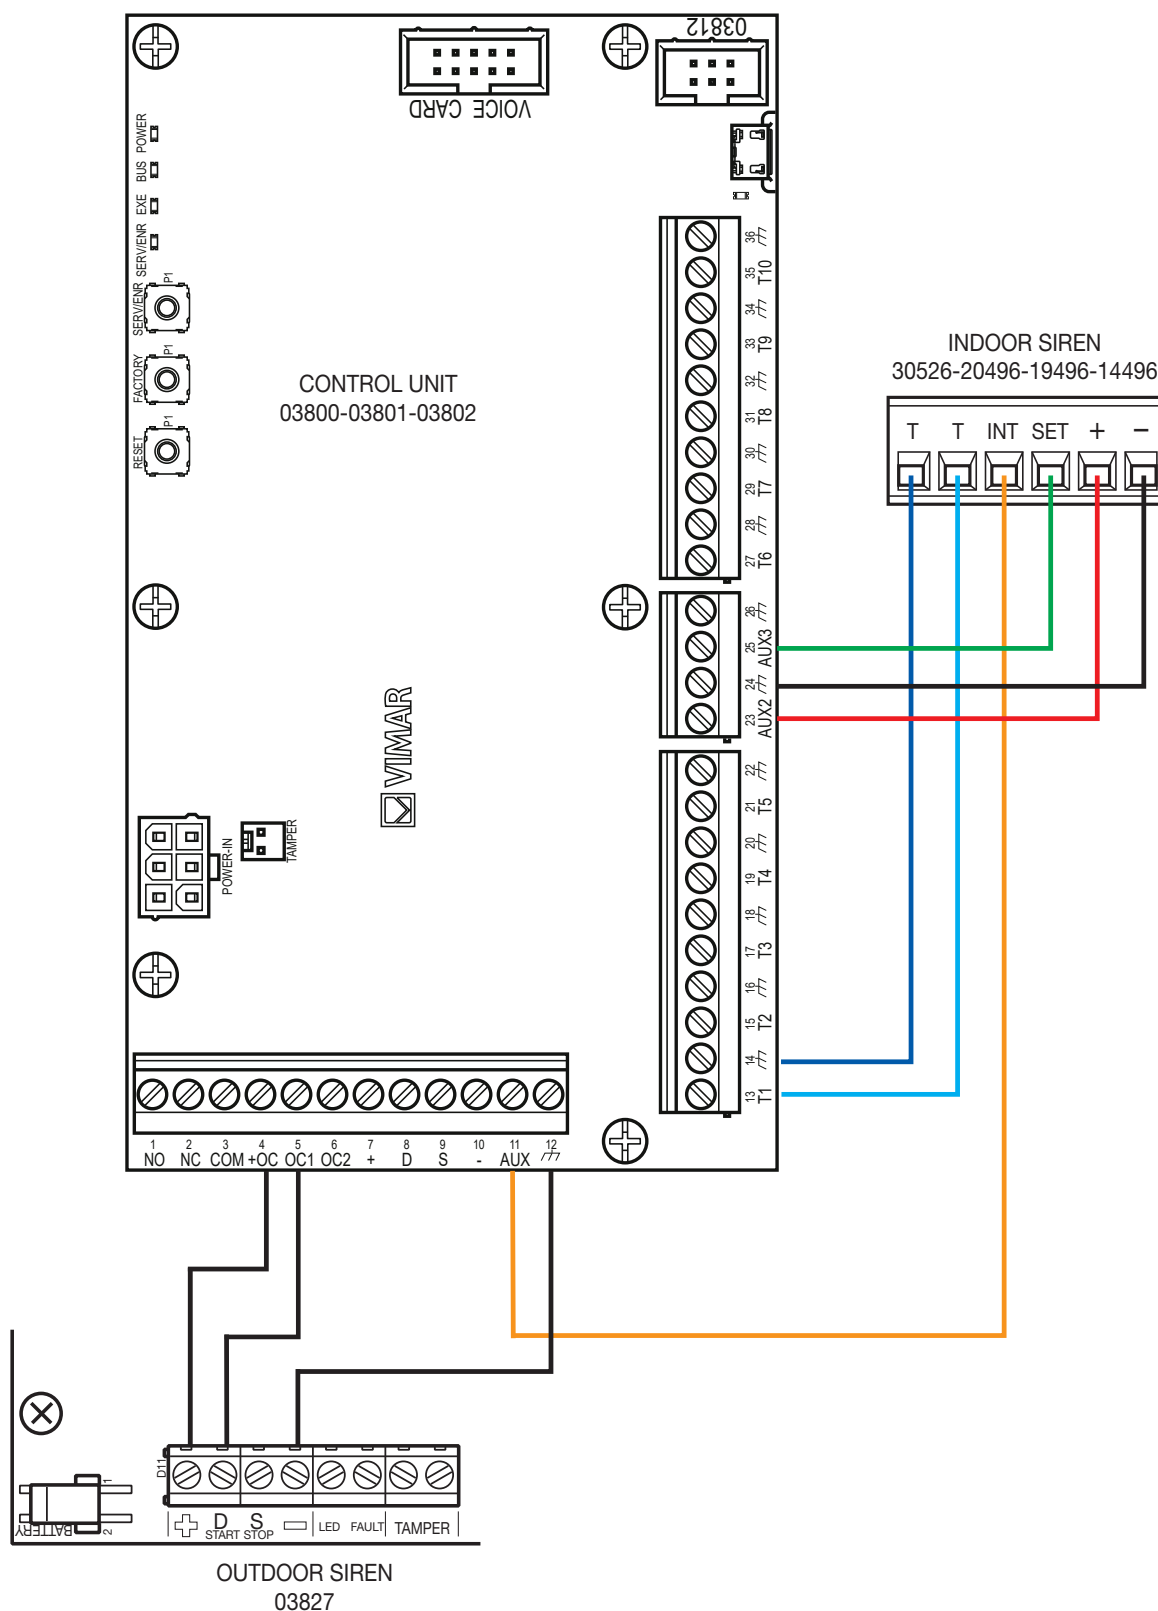 03812
VOICE CARD
POWER
BUS
EXE
SERV/ENR
SERV/ENR
P1
FACTORY
P1
RESET
P1
CONTROL UNIT
03800-03801-03802
36
35 T10
34
33 T9
32
31 T8
30
29 T7
28
27 T6
26
25 AUX3
24
23 AUX2
22
21 T5
20
19 T4
18
17 T3
16
15 T2
14
13 T1
INDOOR SIREN
30526-20496-19496-14496
T T INT SET + −
VIMAR
POWER-IN
TAMPER
1 2 3 4 5 6 7 8 9 10 11 12
NO NC COM +OC OC1 OC2 + D S - AUX
D11
BATTERY
1
2
D S
START STOP
LED FAULT TAMPER
OUTDOOR SIREN
03827